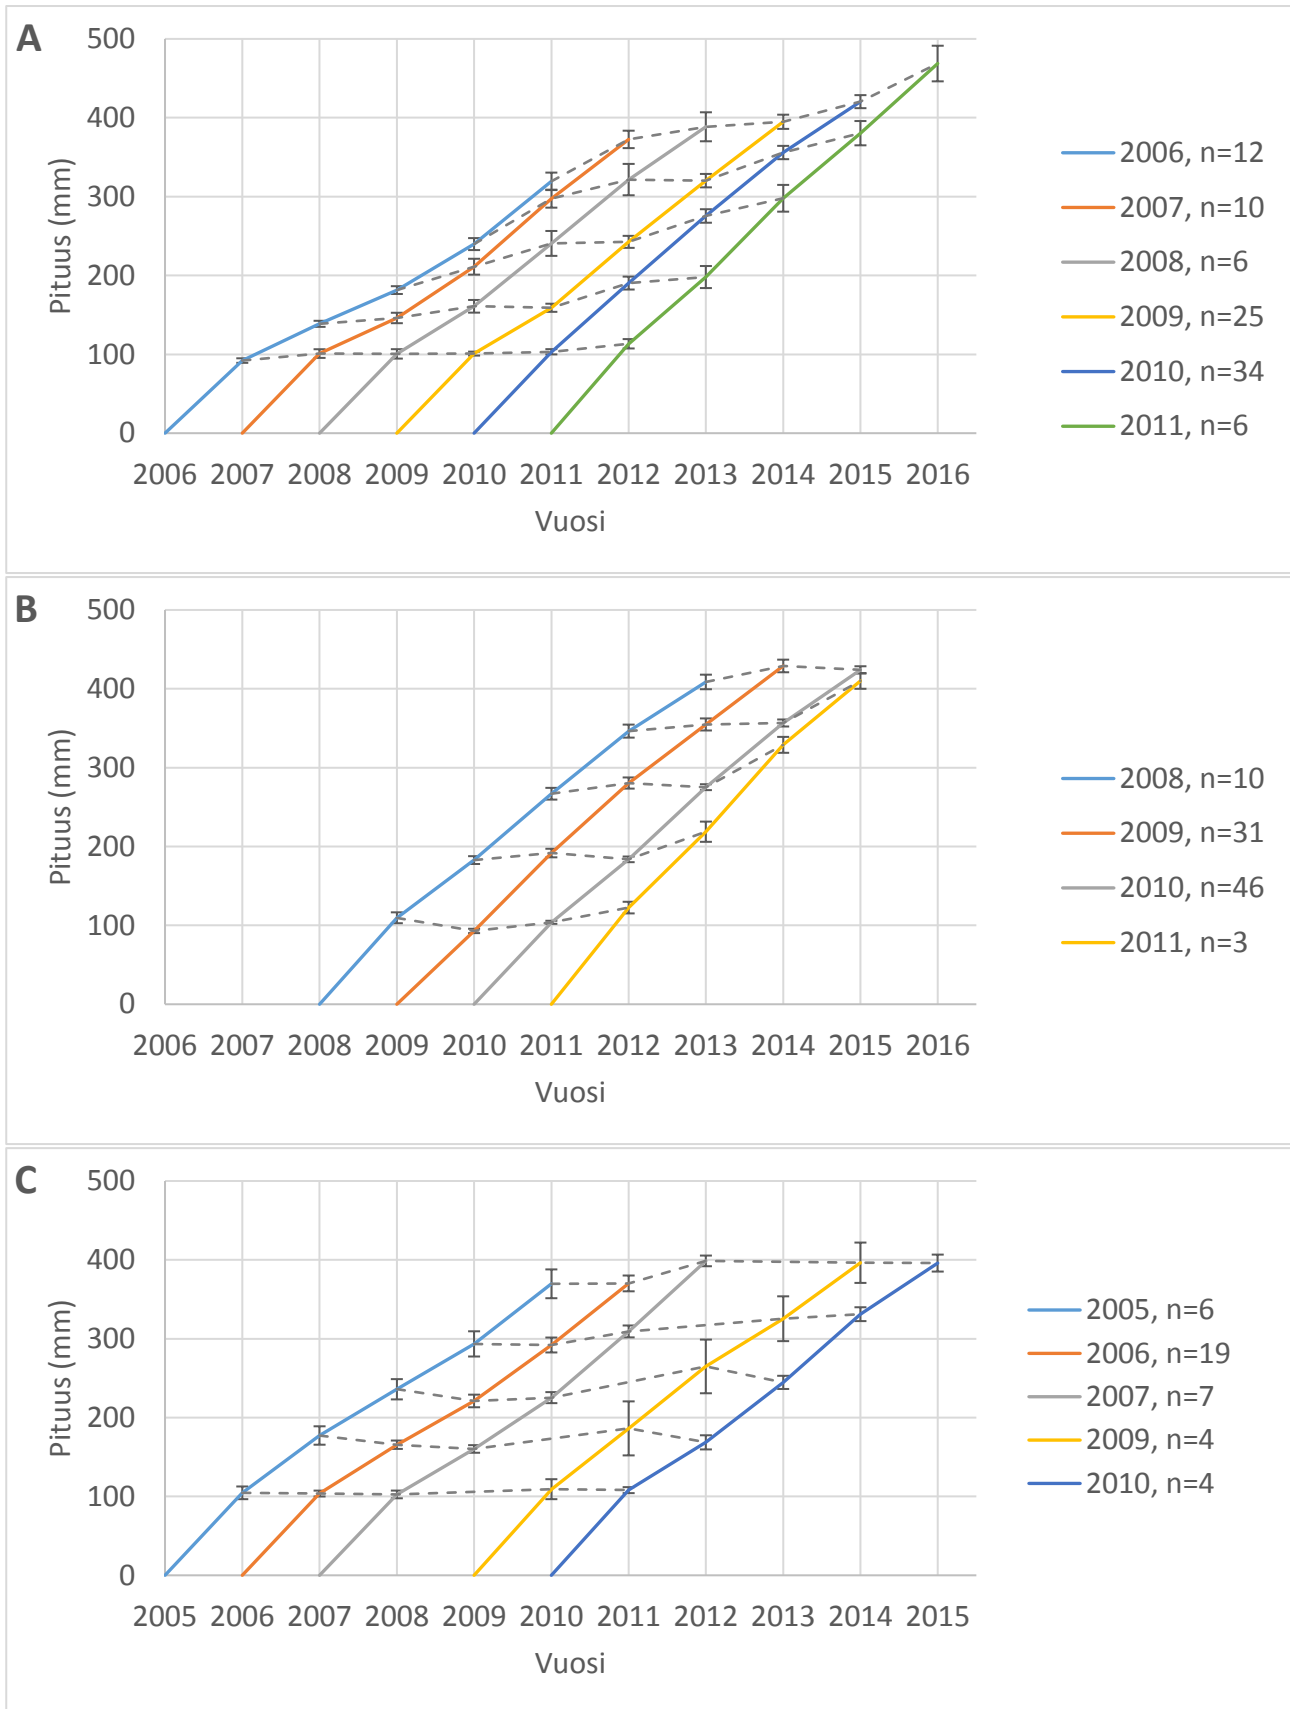 A
500
400
300
200
100
0
Pituus (mm)
2006 2007 2008 2009 2010 2011 2012 2013 2014 2015 2016
Vuosi
2006, n=12
2007, n=10
2008, n=6
2009, n=25
2010, n=34
2011, n=6
B
500
400
300
200
100
0
Pituus (mm)
2006 2007 2008 2009 2010 2011 2012 2013 2014 2015 2016
Vuosi
2008, n=10
2009, n=31
2010, n=46
2011, n=3
C
500
400
300
200
100
0
Pituus (mm)
2005 2006 2007 2008 2009 2010 2011 2012 2013 2014 2015
Vuosi
2005, n=6
2006, n=19
2007, n=7
2009, n=4
2010, n=4